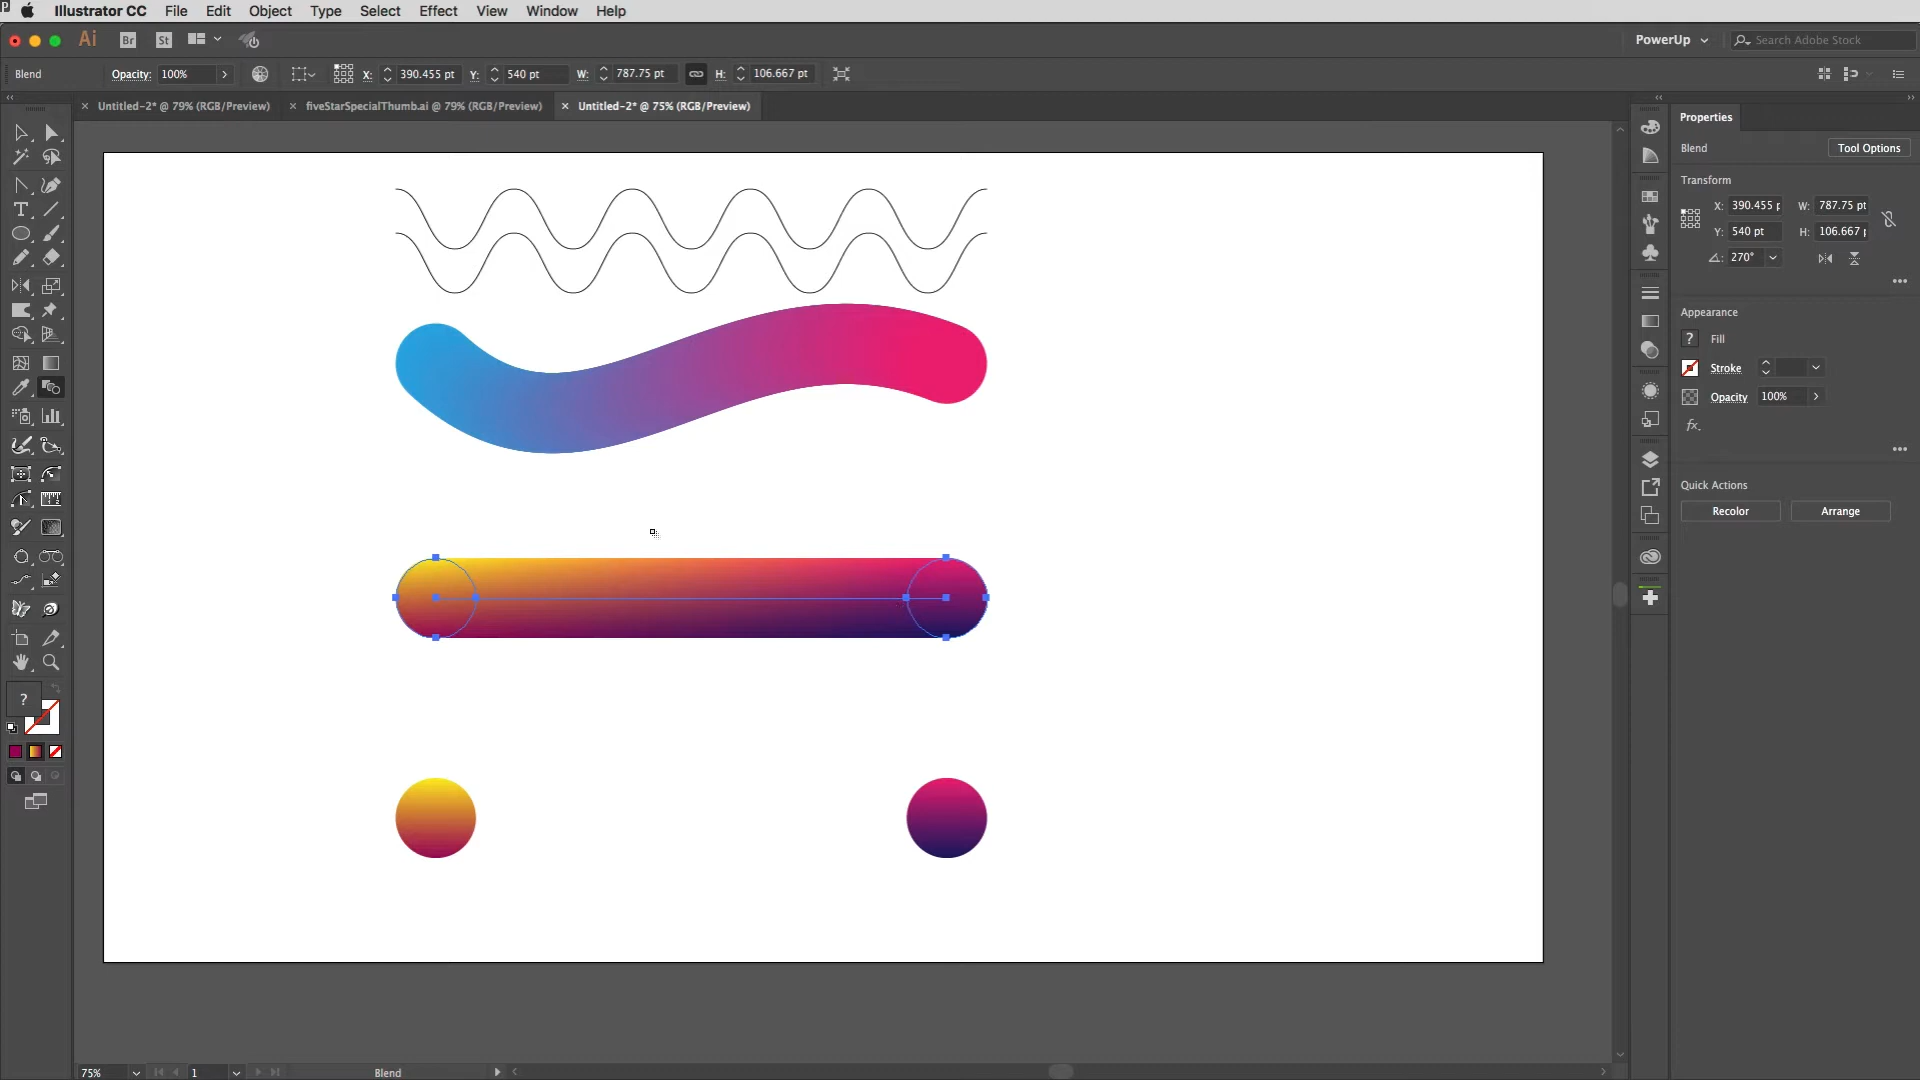 Illustrator CC File Edit Object Type Select Effect View Window Help
Ai Br St PowerUp Search Adobe Stock
Blend Opacity: 100% X: 390.455 pt Y: 540 pt W: 787.75 pt H: 106.667 pt
Untitled-2* @ 79% (RGB/Preview) fiveStarSpecialThumb.ai @ 79% (RGB/Preview) Untitled-2* @ 75% (RGB/Preview)
Properties
Blend Tool Options
Transform
X: 390.455 p W: 787.75 pt
Y: 540 pt H: 106.667 p
270°
Appearance
? Fill
Stroke
Opacity 100%
fx.
Quick Actions
Recolor Arrange
?
75% 1 Blend